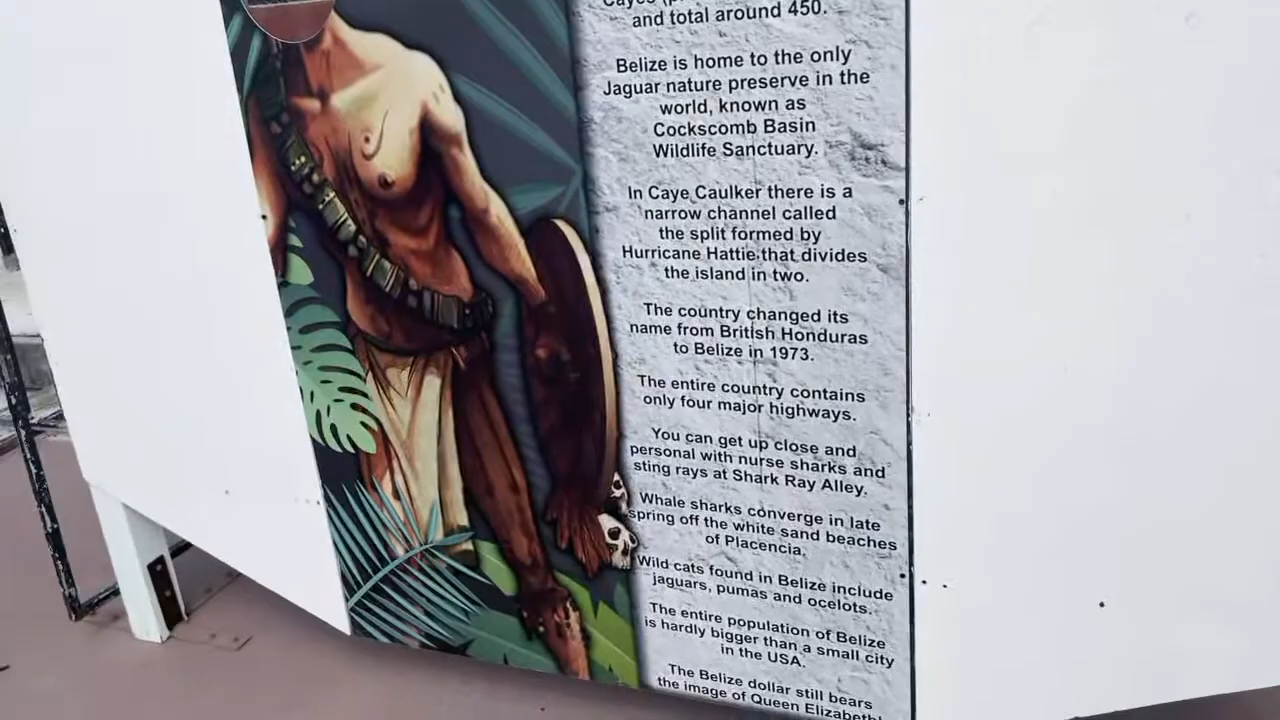 and total around 450.
Belize is home to the only
Jaguar nature preserve in the
world, known as
Cockscomb Basin
Wildlife Sanctuary.
In Caye Caulker there is a
narrow channel called
the split formed by
Hurricane Hattie that divides
the island in two.
The country changed its
name from British Honduras
to Belize in 1973.
The entire country contains
only four major highways.
You can get up close and
personal with nurse sharks and
sting rays at Shark Ray Alley.
Whale sharks converge in late
spring off the white sand beaches
of Placencia.
Wild cats found in Belize include
jaguars, pumas and ocelots.
The entire population of Belize
is hardly bigger than a small city
in the USA.
The Belize dollar still bears
the image of Queen Elizabeth